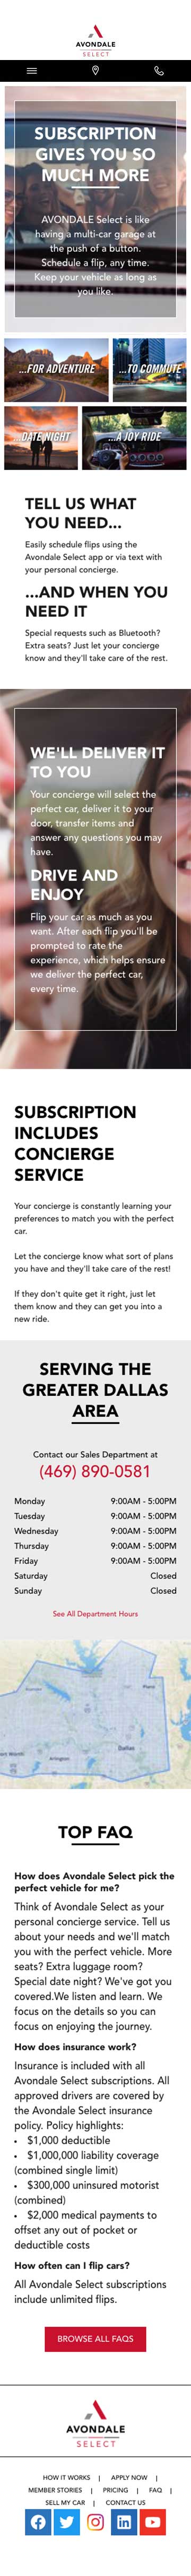 AVONDALE
SELECT
SUBSCRIPTION
GIVES YOU SO
MUCH MORE
AVONDALE Select is like
having a multi-car garage at
the push of a button.
Schedule a flip, any time.
Keep your vehicle as long as
you like.
...FOR ADVENTURE
...TO COMMUTE
...DATE NIGHT
...A JOY RIDE
TELL US WHAT
YOU NEED...
Easily schedule flips using the
Avondale Select app or via text with
your personal concierge.
...AND WHEN YOU
NEED IT
Special requests such as Bluetooth?
Extra seats? Just let your concierge
know and they'll take care of the rest.
WE'LL DELIVER IT
TO YOU
Your concierge will select the
perfect car, deliver it to your
door, transfer items and
answer any questions you may
have.
DRIVE AND
ENJOY
Flip your car as much as you
want. After each flip you'll be
prompted to rate the
experience, which helps ensure
we deliver the perfect car,
every time.
SUBSCRIPTION
INCLUDES
CONCIERGE
SERVICE
Your concierge is constantly learning your
preferences to match you with the perfect
car.
Let the concierge know what sort of plans
you have and they'll take care of the rest!
If they don't quite get it right, just let
them know and they can get you into a
new ride.
SERVING THE
GREATER DALLAS
AREA
Contact our Sales Department at
(469) 890-0581
Monday 9:00AM - 5:00PM
Tuesday 9:00AM - 5:00PM
Wednesday 9:00AM - 5:00PM
Thursday 9:00AM - 5:00PM
Friday 9:00AM - 5:00PM
Saturday Closed
Sunday Closed
See All Department Hours
Plano
Arlington
Dallas
TOP FAQ
How does Avondale Select pick the
perfect vehicle for me?
Think of Avondale Select as your
personal concierge service. Tell us
about your needs and we'll match
you with the perfect vehicle. More
seats? Extra luggage room?
Special date night? We've got you
covered.We listen and learn. We
focus on the details so you can
focus on enjoying the journey.
How does insurance work?
Insurance is included with all
Avondale Select subscriptions. All
approved drivers are covered by
the Avondale Select insurance
policy. Policy highlights:
• $1,000 deductible
• $1,000,000 liability coverage
(combined single limit)
• $300,000 uninsured motorist
(combined)
• $2,000 medical payments to
offset any out of pocket or
deductible costs
How often can I flip cars?
All Avondale Select subscriptions
include unlimited flips.
BROWSE ALL FAQS
AVONDALE
SELECT
HOW IT WORKS | APPLY NOW |
MEMBER STORIES | PRICING | FAQ |
SELL MY CAR | CONTACT US